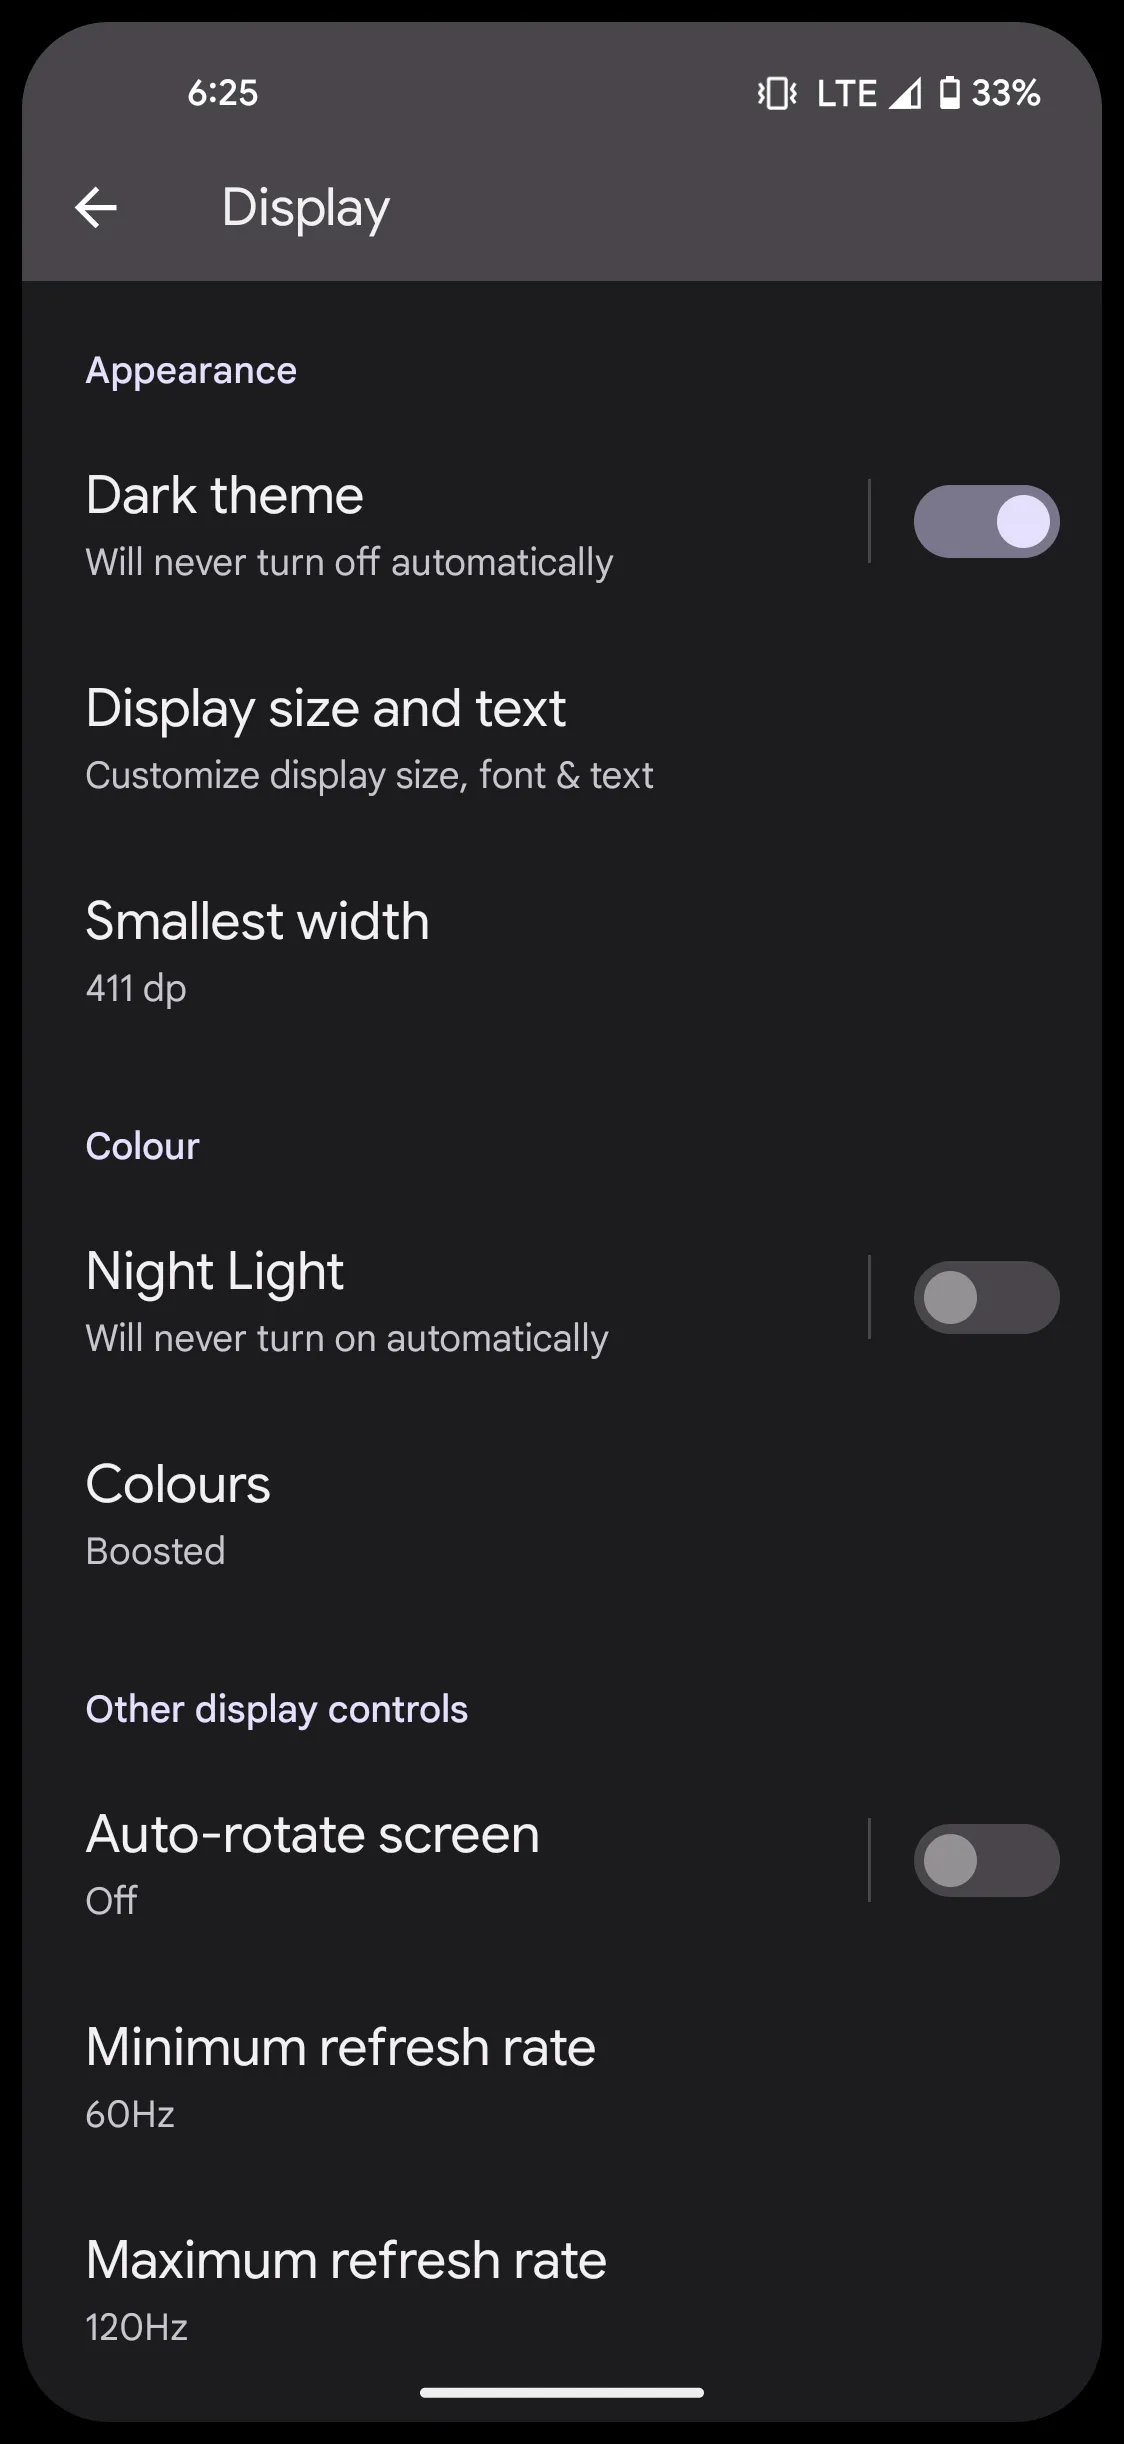 6:25 LTE 33%
Display
Appearance
Dark theme
Will never turn off automatically
Display size and text
Customize display size, font & text
Smallest width
411 dp
Colour
Night Light
Will never turn on automatically
Colours
Boosted
Other display controls
Auto-rotate screen
Off
Minimum refresh rate
60Hz
Maximum refresh rate
120Hz